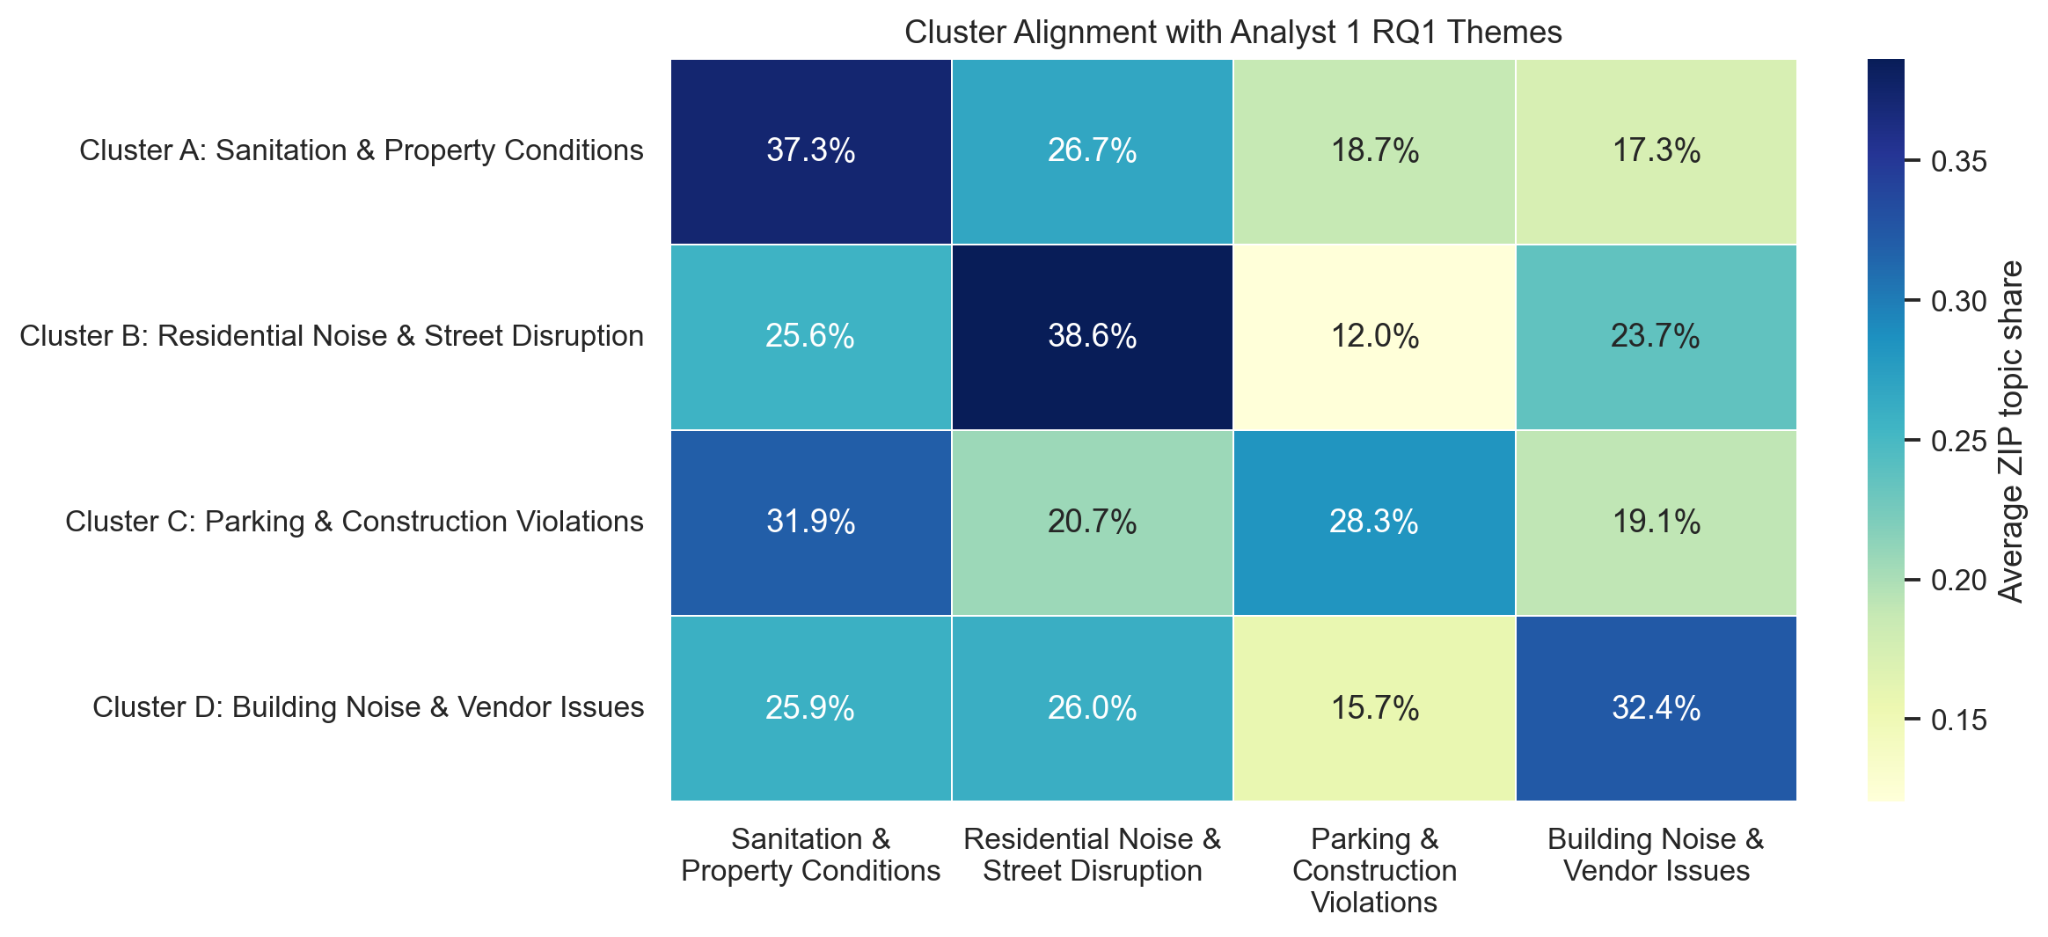 Cluster Alignment with Analyst 1 RQ1 Themes
Cluster A: Sanitation & Property Conditions
37.3%
26.7%
18.7%
17.3%
Cluster B: Residential Noise & Street Disruption
25.6%
38.6%
12.0%
23.7%
Cluster C: Parking & Construction Violations
31.9%
20.7%
28.3%
19.1%
Cluster D: Building Noise & Vendor Issues
25.9%
26.0%
15.7%
32.4%
Sanitation &
Property Conditions
Residential Noise &
Street Disruption
Parking &
Construction
Violations
Building Noise &
Vendor Issues
0.35
0.30
0.25
0.20
0.15
Average ZIP topic share